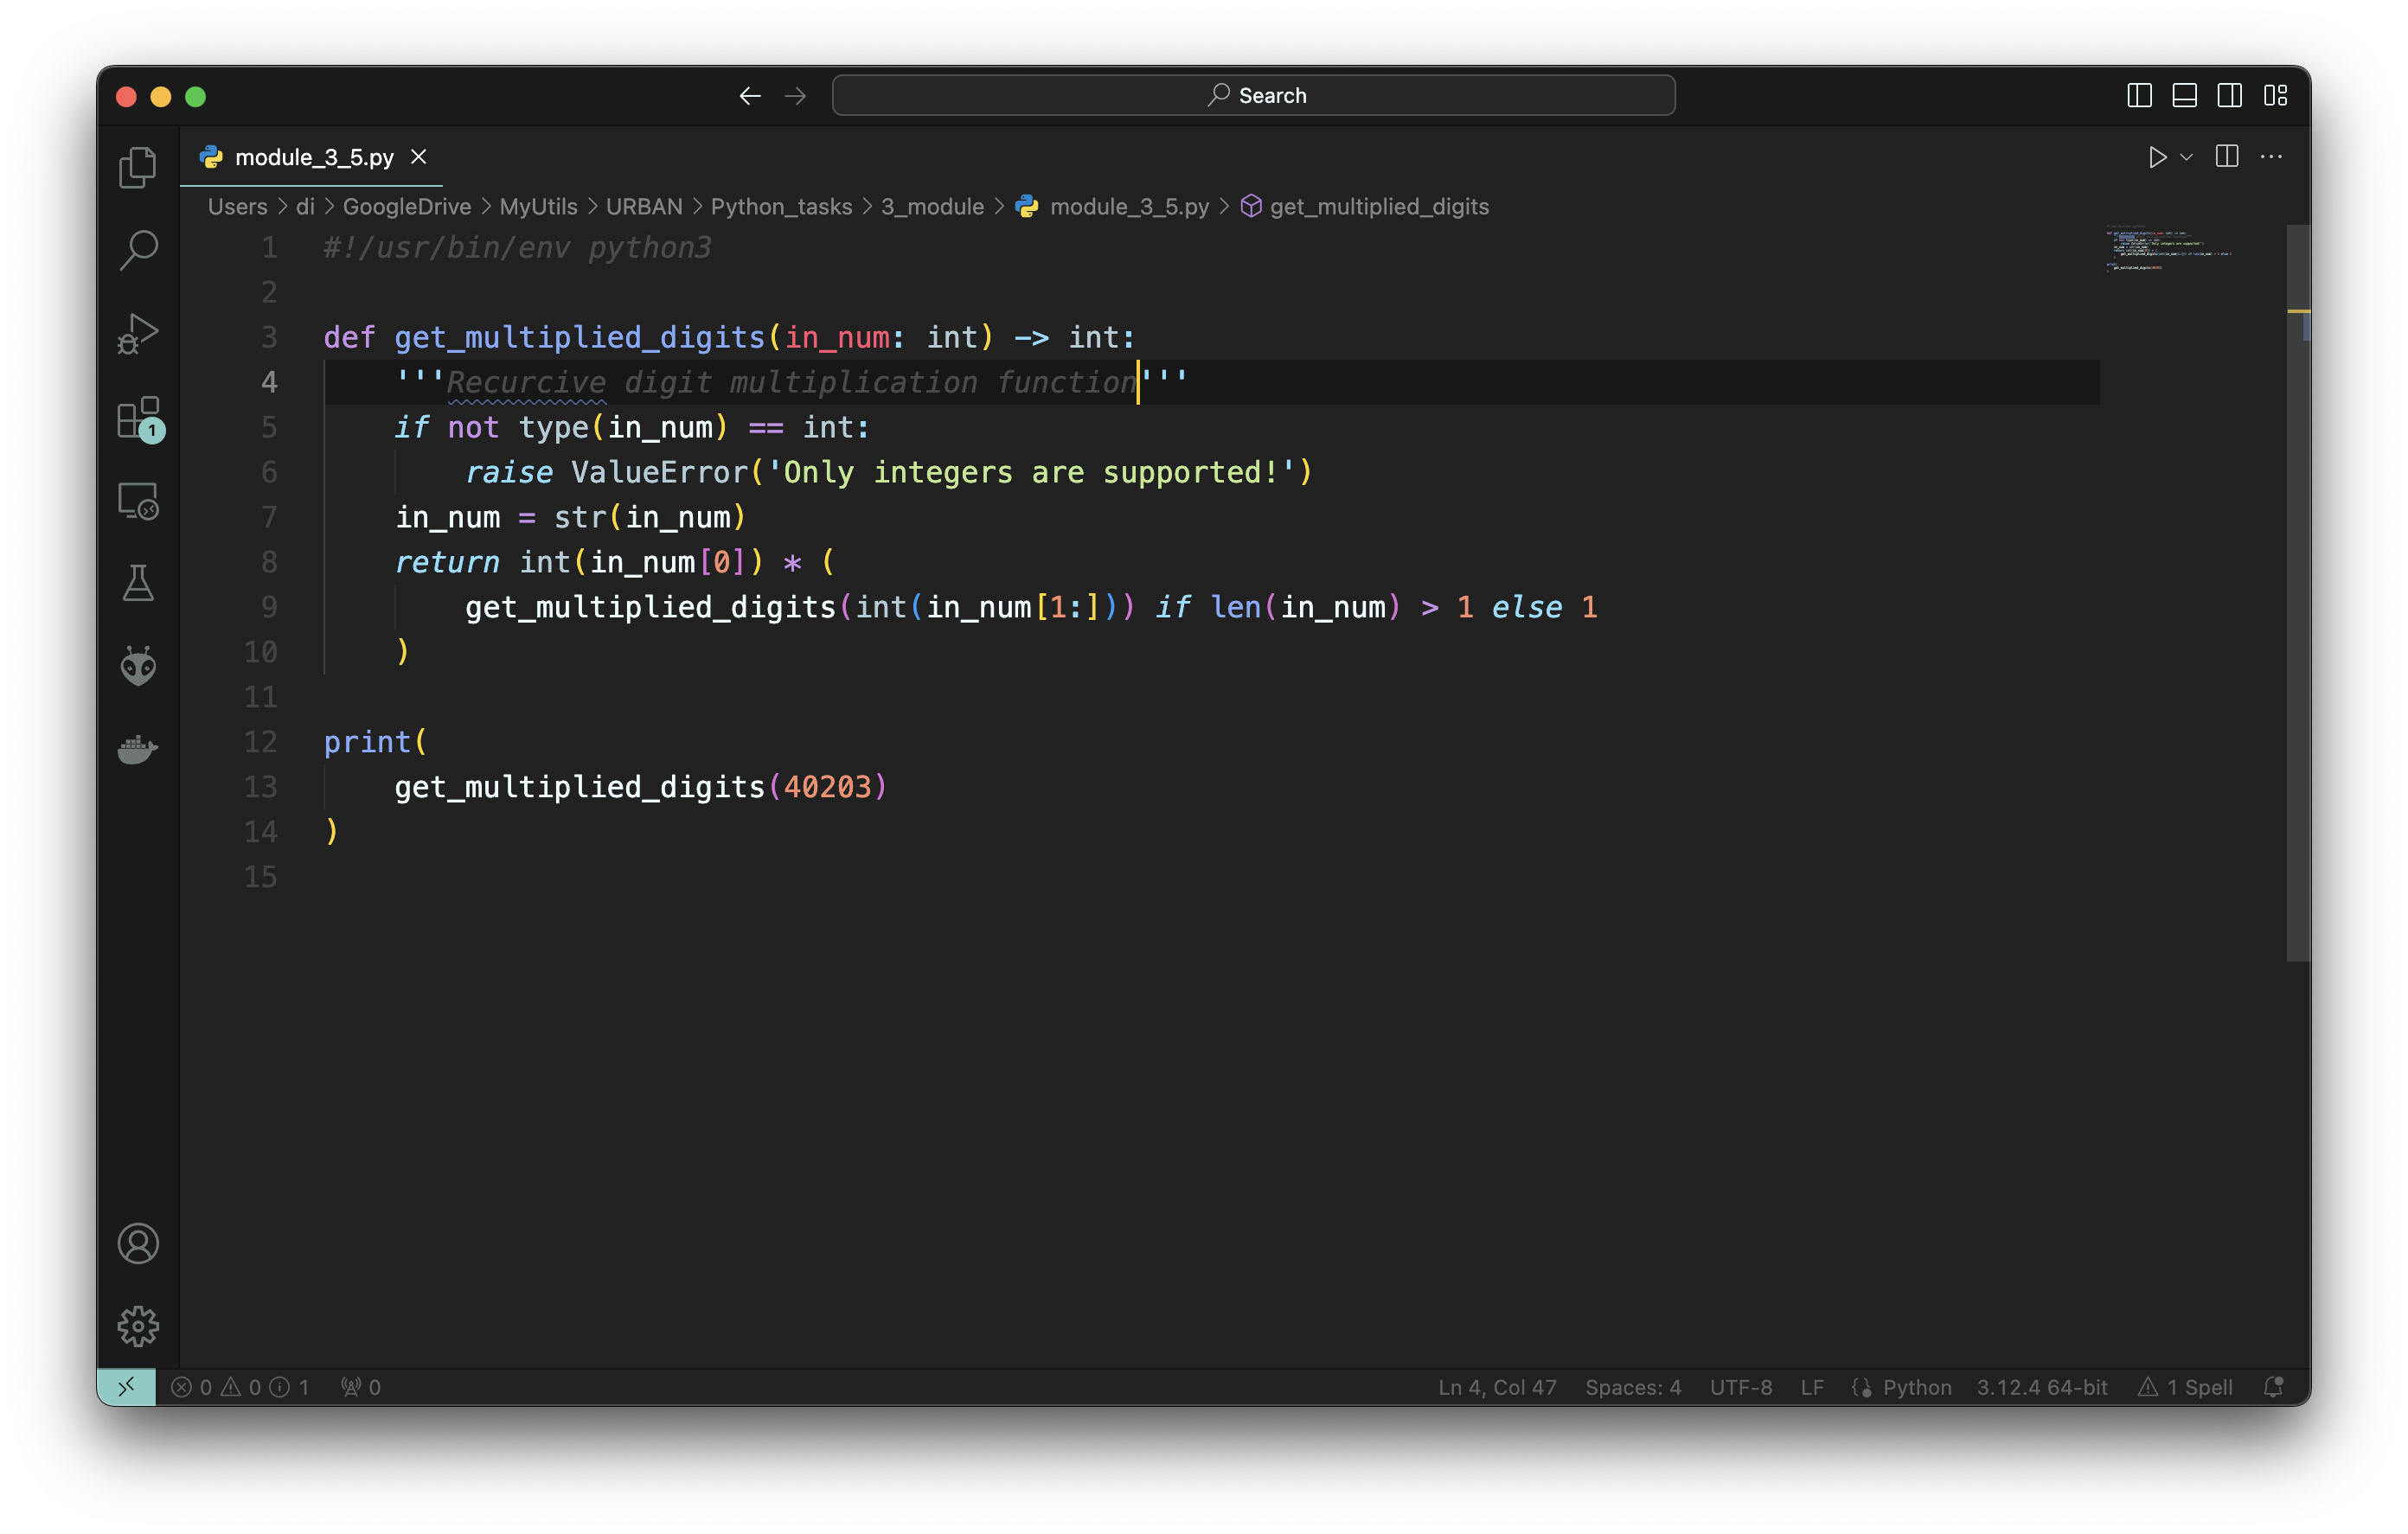 Search
module_3_5.py
Users > di > GoogleDrive > MyUtils > URBAN > Python_tasks > 3_module > module_3_5.py > get_multiplied_digits
1 #!/usr/bin/env python3
2
3 def get_multiplied_digits(in_num: int) -> int:
4     '''Recurcive digit multiplication function'''
5     if not type(in_num) == int:
6         raise ValueError('Only integers are supported!')
7     in_num = str(in_num)
8     return int(in_num[0]) * (
9         get_multiplied_digits(int(in_num[1:])) if len(in_num) > 1 else 1
10     )
11
12 print(
13     get_multiplied_digits(40203)
14 )
15
1
0 0 1 0 Ln 4, Col 47 Spaces: 4 UTF-8 LF Python 3.12.4 64-bit 1 Spell